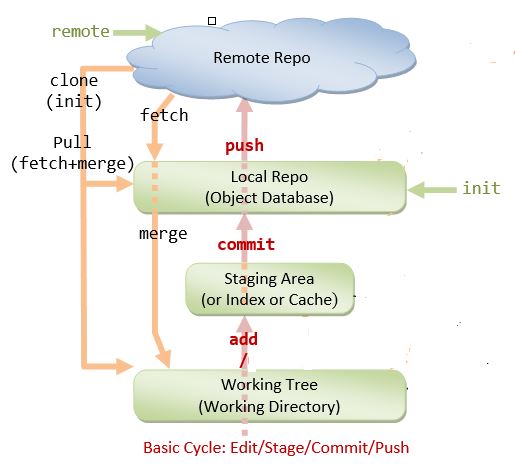 remote
Remote Repo
clone
(init)
fetch
Pull
(fetch+merge)
push
Local Repo
(Object Database)
init
merge
commit
Staging Area
(or Index or Cache)
add
/
Working Tree
(Working Directory)
Basic Cycle: Edit/Stage/Commit/Push